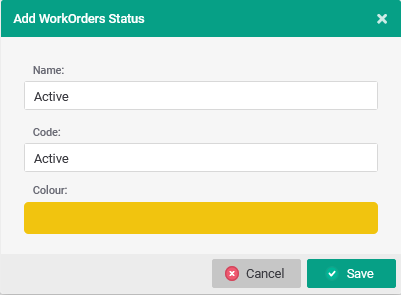 Add WorkOrders Status
Name:
Active
Code:
Active
Colour:
Cancel
Save